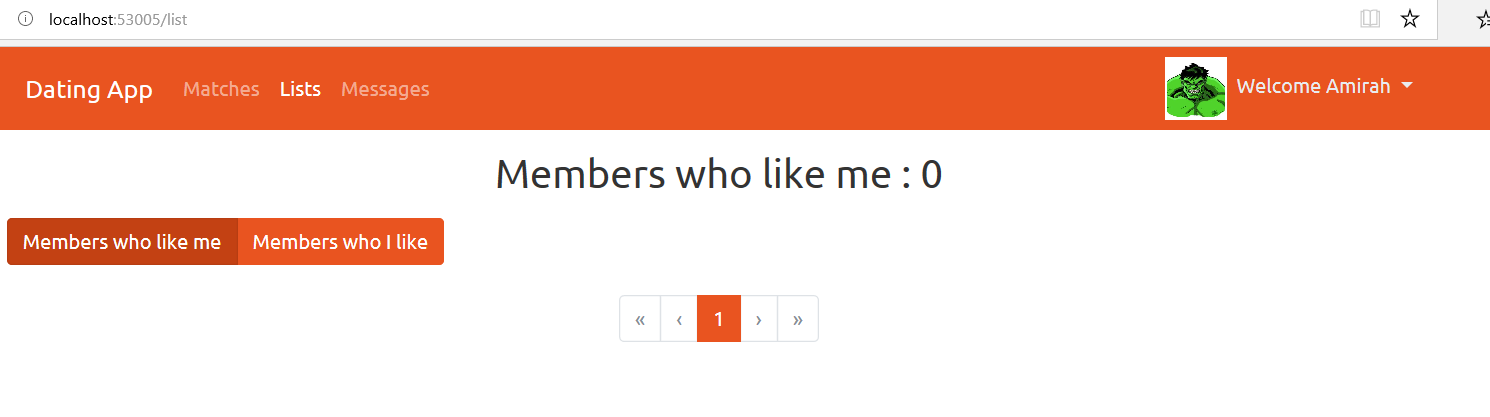 localhost:53005/list
Dating App Matches Lists Messages Welcome Amirah
Members who like me : 0
Members who like me Members who I like
« ‹ 1 › »